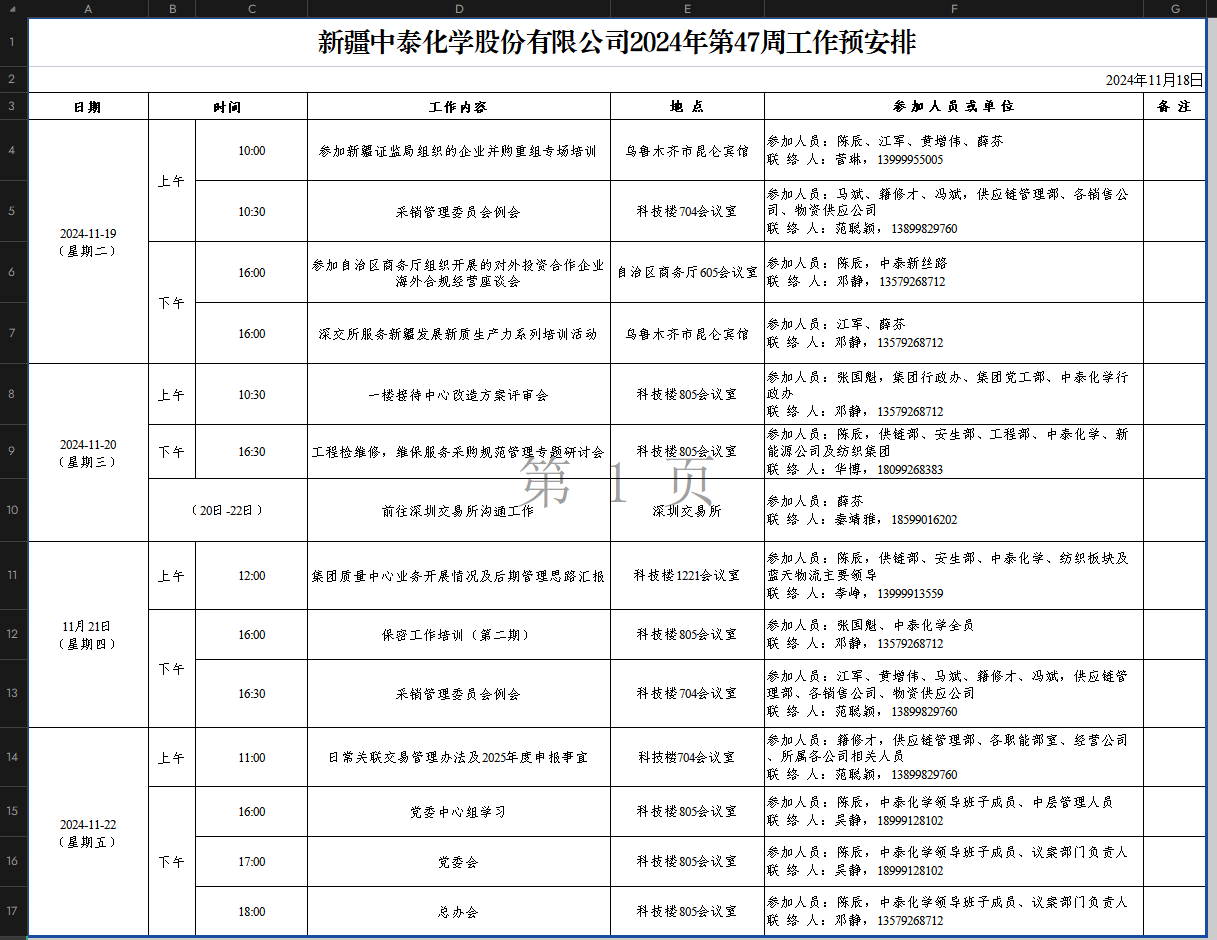 A B C D E F G
1 新疆中泰化学股份有限公司2024年第47周工作预安排
2 2024年11月18日
3 日期 时间 工作内容 地 点 参 加 人 员 或 单 位 备 注
2024-11-19
（星期二）
上午
4 10:00 参加新疆证监局组织的企业并购重组专场培训 乌鲁木齐市昆仑宾馆
参加人员：陈辰、江军、黄增伟、薛芬
联 络 人：菅琳，13999955005
5 10:30 采销管理委员会例会 科技楼704会议室
参加人员：马斌、籍修才、冯斌，供应链管理部、各销售公
司、物资供应公司
联 络 人：范聪颖，13899829760
下午
6 16:00 参加自治区商务厅组织开展的对外投资合作企业
海外合规经营座谈会
自治区商务厅605会议室
参加人员：陈辰，中泰新丝路
联 络 人：邓静，13579268712
7 16:00 深交所服务新疆发展新质生产力系列培训活动 乌鲁木齐市昆仑宾馆
参加人员：江军、薛芬
联 络 人：邓静，13579268712
2024-11-20
（星期三）
8 上午 10:30 一楼接待中心改造方案评审会 科技楼805会议室
参加人员：张国魁，集团行政办、集团党工部、中泰化学行
政办
联 络 人：邓静，13579268712
9 下午 16:30 工程检维修，维保服务采购规范管理专题研讨会 科技楼805会议室
参加人员：陈辰，供链部、安生部、工程部、中泰化学、新
能源公司及纺织集团
联 络 人：华博，18099268383
第 1 页
10 （20日-22日） 前往深圳交易所沟通工作 深圳交易所
参加人员：薛芬
联 络 人：秦靖雅，18599016202
11月21日
（星期四）
11 上午 12:00 集团质量中心业务开展情况及后期管理思路汇报 科技楼1221会议室
参加人员：陈辰，供链部、安生部、中泰化学、纺织板块及
蓝天物流主要领导
联 络 人：李峥，13999913559
下午
12 16:00 保密工作培训（第二期） 科技楼805会议室
参加人员：张国魁、中泰化学全员
联 络 人：邓静，13579268712
13 16:30 采销管理委员会例会 科技楼704会议室
参加人员：江军、黄增伟、马斌、籍修才、冯斌，供应链管
理部、各销售公司、物资供应公司
联 络 人：范聪颖，13899829760
2024-11-22
（星期五）
14 上午 11:00 日常关联交易管理办法及2025年度申报事宜 科技楼704会议室
参加人员：籍修才，供应链管理部、各职能部室、经营公司
、所属各公司相关人员
联 络 人：范聪颖，13899829760
下午
15 16:00 党委中心组学习 科技楼805会议室
参加人员：陈辰，中泰化学领导班子成员、中层管理人员
联 络 人：吴静，18999128102
16 17:00 党委会 科技楼805会议室
参加人员：陈辰，中泰化学领导班子成员、议案部门负责人
联 络 人：吴静，18999128102
17 18:00 总办会 科技楼805会议室
参加人员：陈辰，中泰化学领导班子成员、议案部门负责人
联 络 人：邓静，13579268712